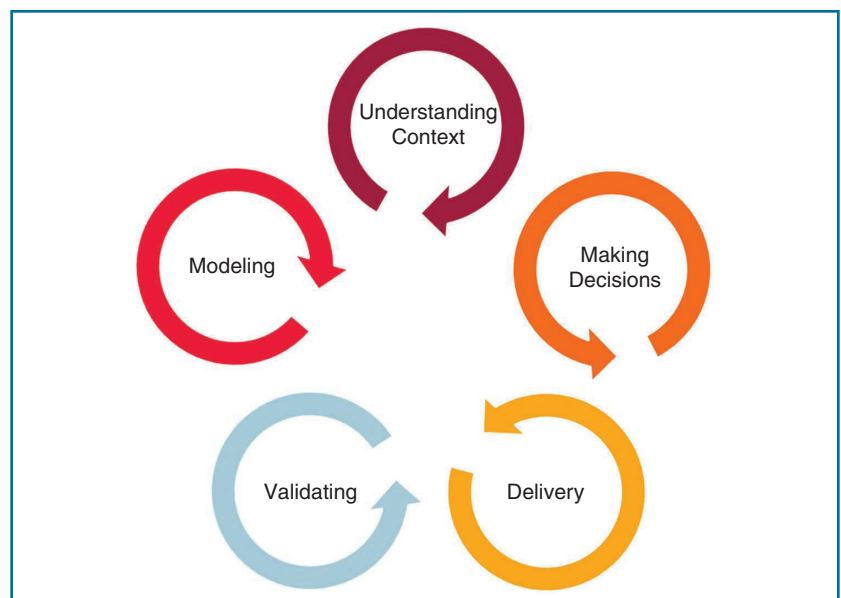 Understanding
Context
Making
Decisions
Modeling
Validating
Delivery